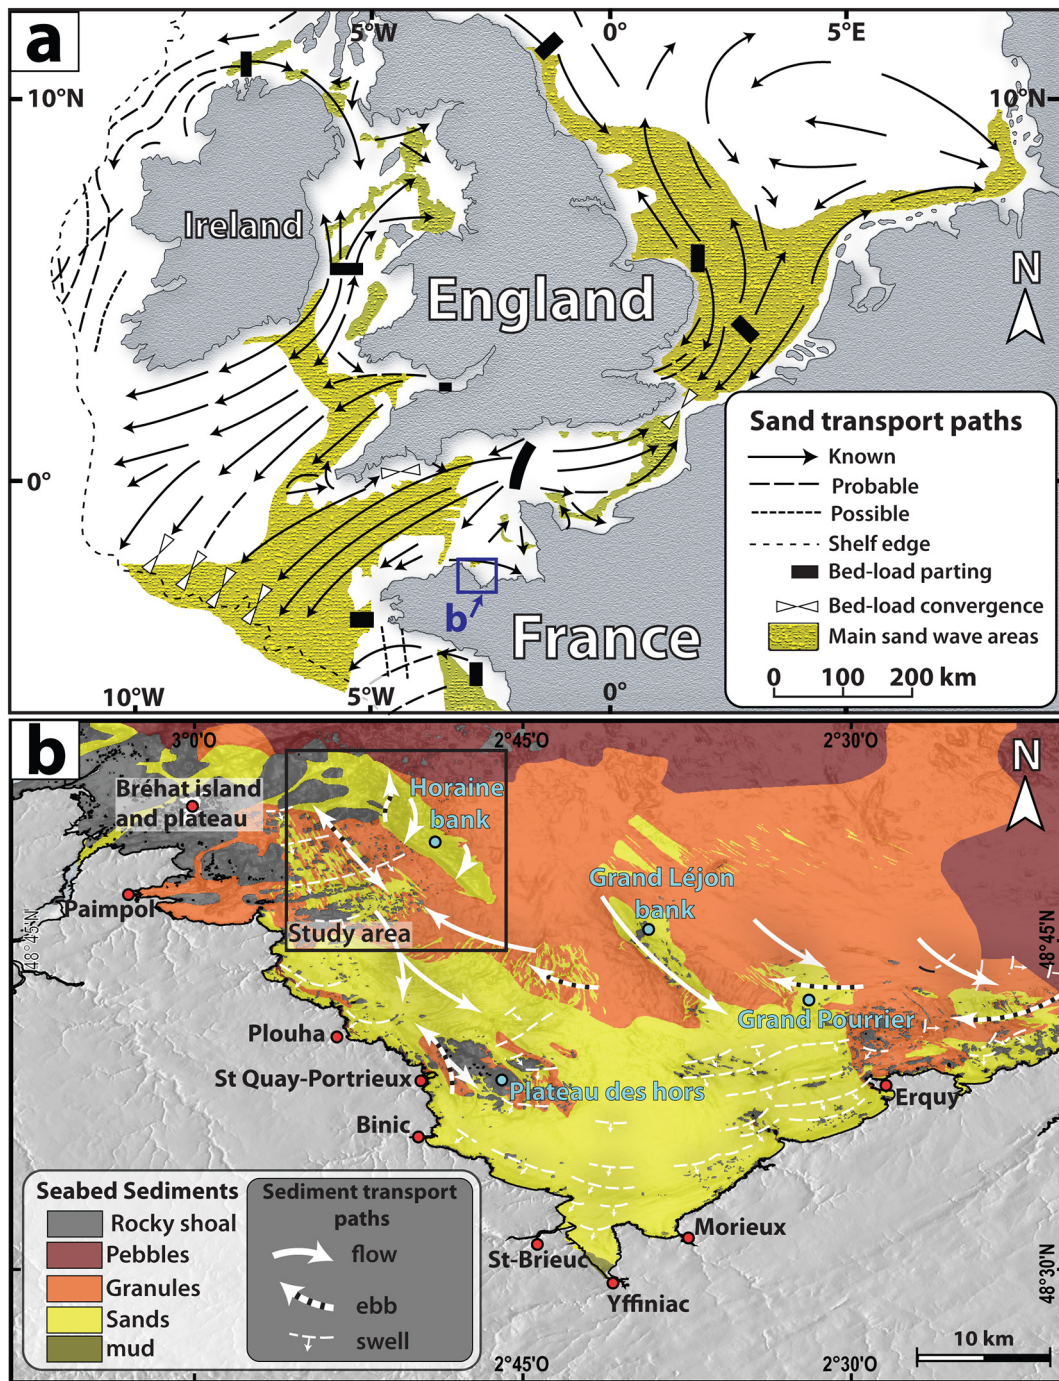 a
5°W
0°
5°E
10°N
10°N
Ireland
England
N
0°
Sand transport paths
Known
Probable
Possible
Shelf edge
Bed-load parting
Bed-load convergence
Main sand wave areas
0 100 200 km
b
France
10°W
5°W
0°
b
3°0'O
2°45'O
2°30'O
N
Bréhat island
and plateau
Horaine
bank
Grand Léjon
bank
Paimpol
Study area
48°45'N
48°45'N
Grand Pourrier
Plouha
St Quay-Portrieux
Plateau des hors
Erquy
Binic
Seabed Sediments
Rocky shoal
Pebbles
Granules
Sands
mud
Sediment transport
paths
flow
ebb
swell
Morieux
St-Brieuc
Yffiniac
48°30'N
10 km
2°45'O
2°30'O